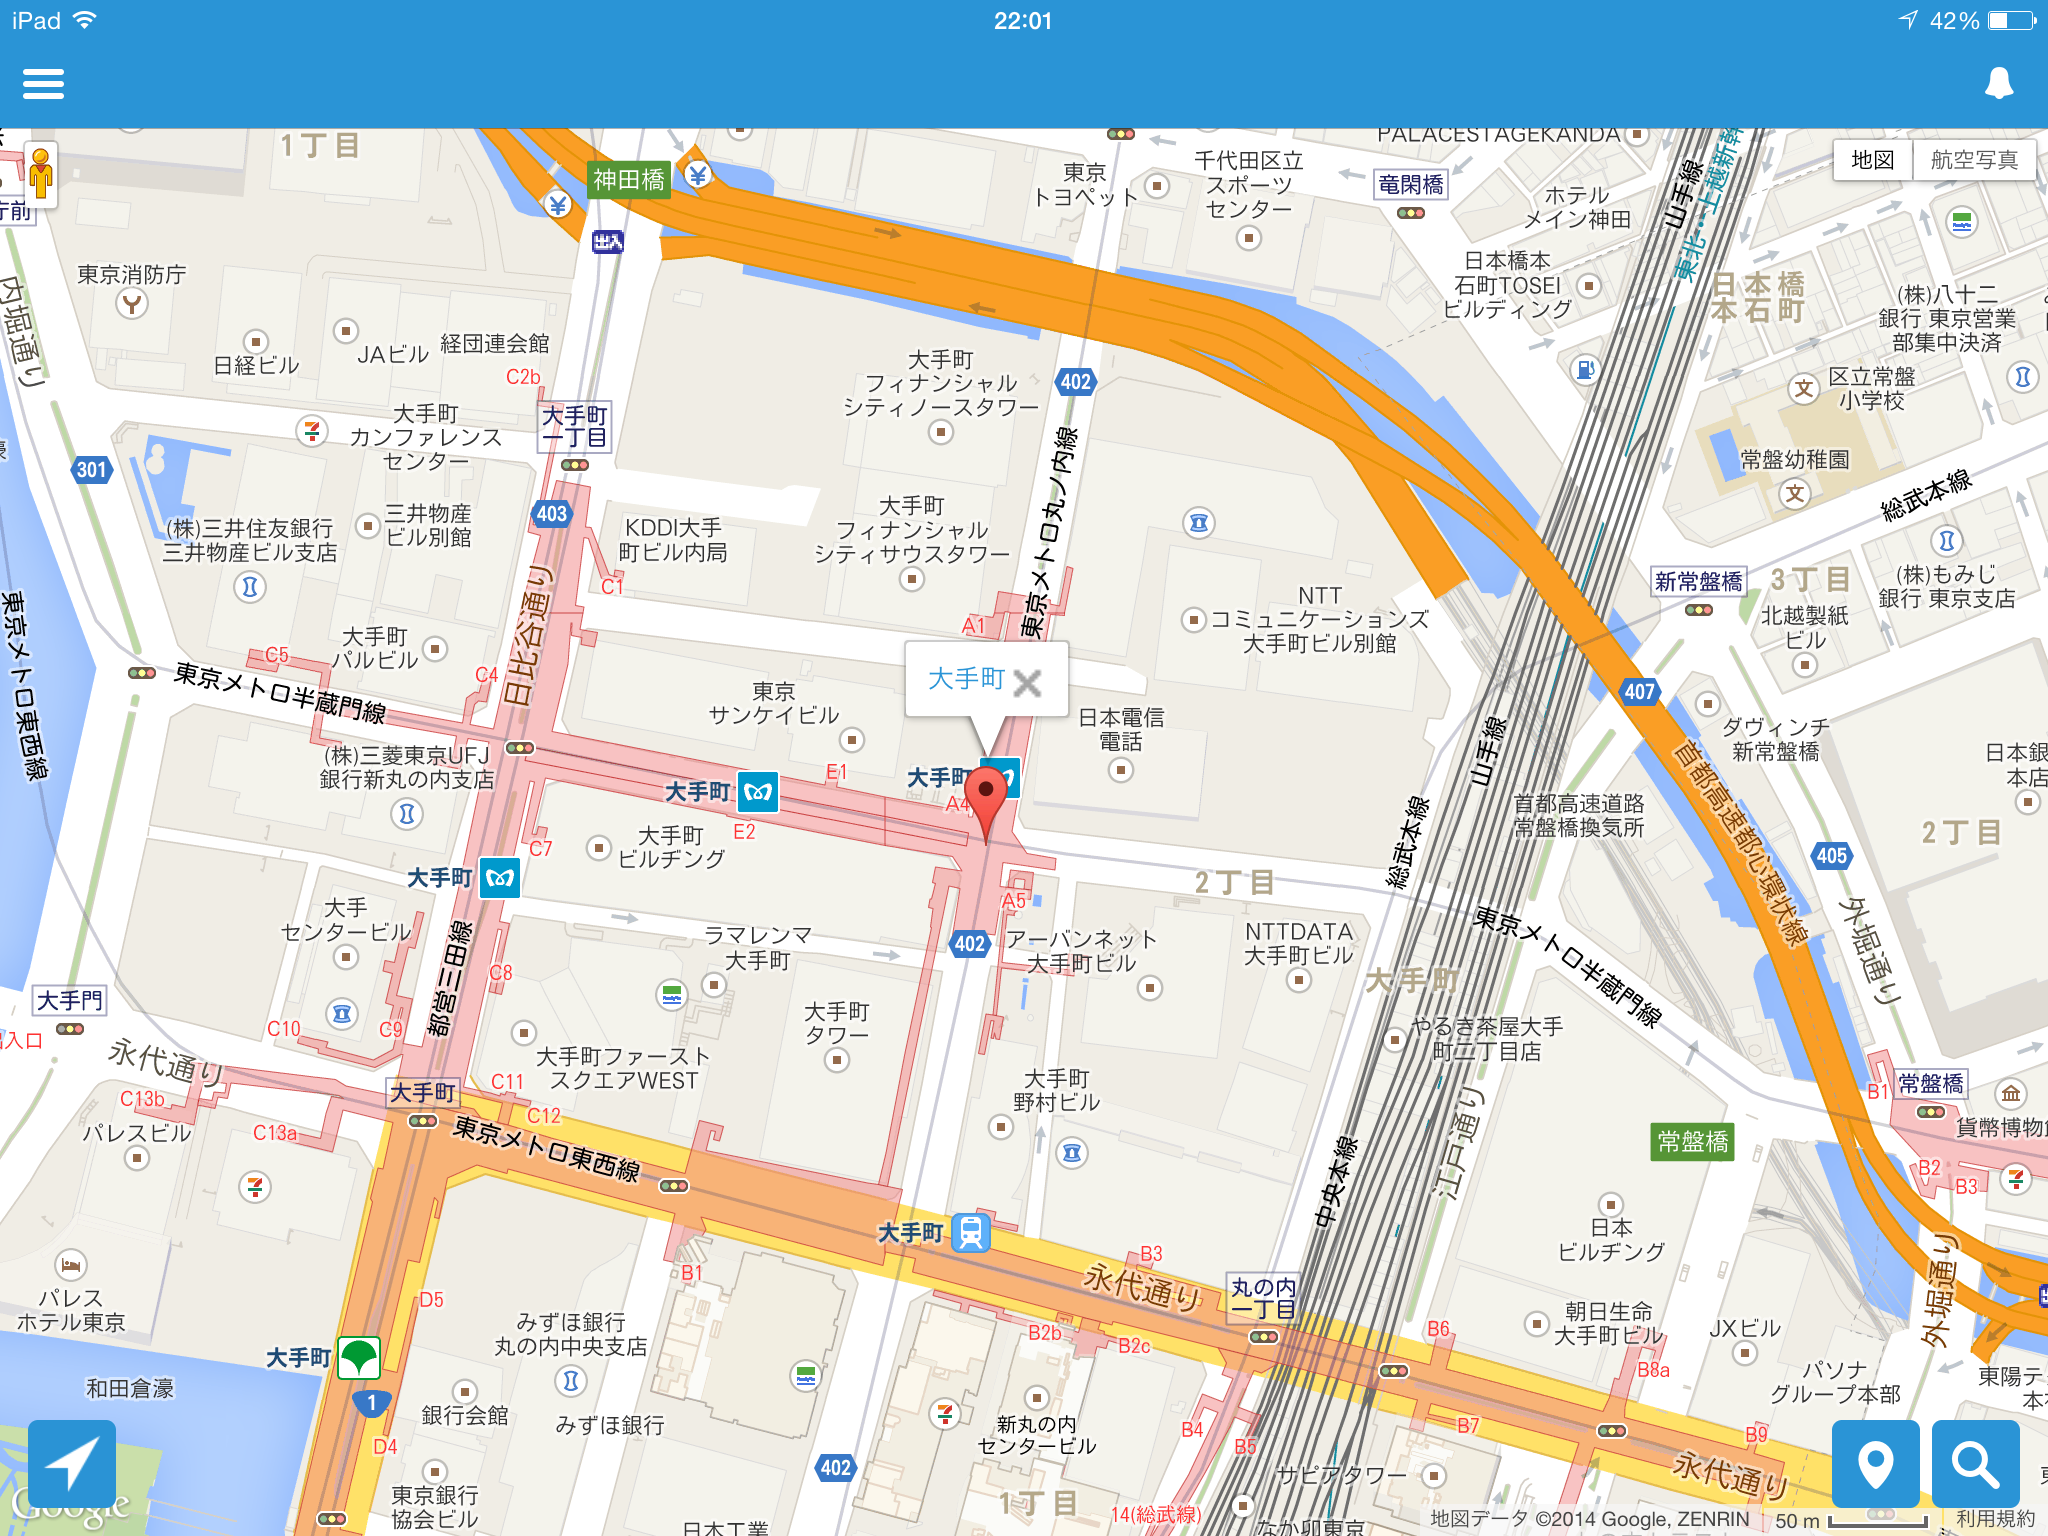 iPad
22:01
42%
地図
航空写真
1丁目
神田橋
出入
東京
トヨペット
千代田区立
スポーツ
センター
PALACESTAGEKANDA
竜閑橋
ホテル
メイン神田
山手線
東北…上越新幹
日本橋本
石町TOSEI
ビルディング
日本橋
本石町
(株)八十二
銀行 東京営業
部集中決済
庁前
内堀通り
東京消防庁
日経ビル
JAビル
経団連会館
C2b
大手町
一丁目
大手町
カンファレンス
センター
301
403
402
大手町
フィナンシャル
シティノースタワー
区立常盤
小学校
常盤幼稚園
総武本線
(株)三井住友銀行
三井物産ビル支店
三井物産
ビル別館
KDDI大手
町ビル内局
大手町
フィナンシャル
シティサウスタワー
東京メトロ丸ノ内線
C1
A1
NTT
コミュニケーションズ
大手町ビル別館
新常盤橋
3丁目
(株)もみじ
銀行 東京支店
北越製紙
ビル
東京メトロ東西線
大手町
パルビル
C5
C4
日比谷通り
東京メトロ半蔵門線
東京
サンケイビル
大手町
日本電信
電話
407
ダヴィンチ
新常盤橋
日本銀
本店
(株)三菱東京UFJ
銀行新丸の内支店
大手町
E1
大手町
A4
E2
山手線
総武本線
首都高速道路
常盤橋換気所
首都高速都心環状線
2丁目
405
外堀通り
C7
大手町
ビルヂング
大手町
2丁目
A5
大手
センタービル
都営三田線
C8
ラマレンマ
大手町
402
アーバンネット
大手町ビル
NTTDATA
大手町ビル
大手町
東京メトロ半蔵門線
大手門
出入口
C10
C9
永代通り
大手町
タワー
大手町ファースト
スクエアWEST
やるき茶屋大手
町二丁目店
大手町
野村ビル
C13b
C13a
パレスビル
大手町
C11
C12
東京メトロ東西線
中央本線
江戸通り
常盤橋
B1
常盤橋
貨幣博物館
B2
B3
大手町
B3
永代通り
丸の内
一丁目
日本
ビルヂング
外堀通り
パレス
ホテル東京
D5
B1
みずほ銀行
丸の内中央支店
B2b
B2c
B6
朝日生命
大手町ビル
JXビル
B8a
パソナ
グループ本部
東陽テ
本
大手町
1
和田倉濠
銀行会館
みずほ銀行
新丸の内
センタービル
B4
B5
B7
B9
永代通り
D4
402
サピアタワー
東京銀行
協会ビル
日本工業
1丁目
14(総武線)
なか卯東京
Google
地図データ ©2014 Google, ZENRIN
50 m
利用規約